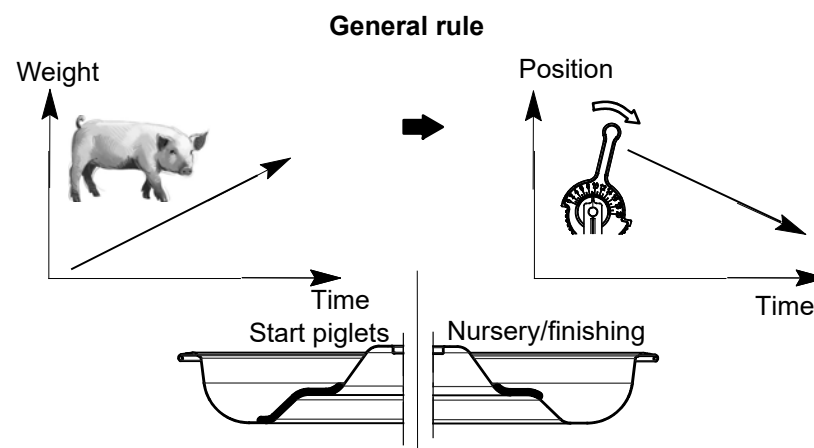 General rule
Weight
Position
Time
Time
Start piglets
Nursery/finishing